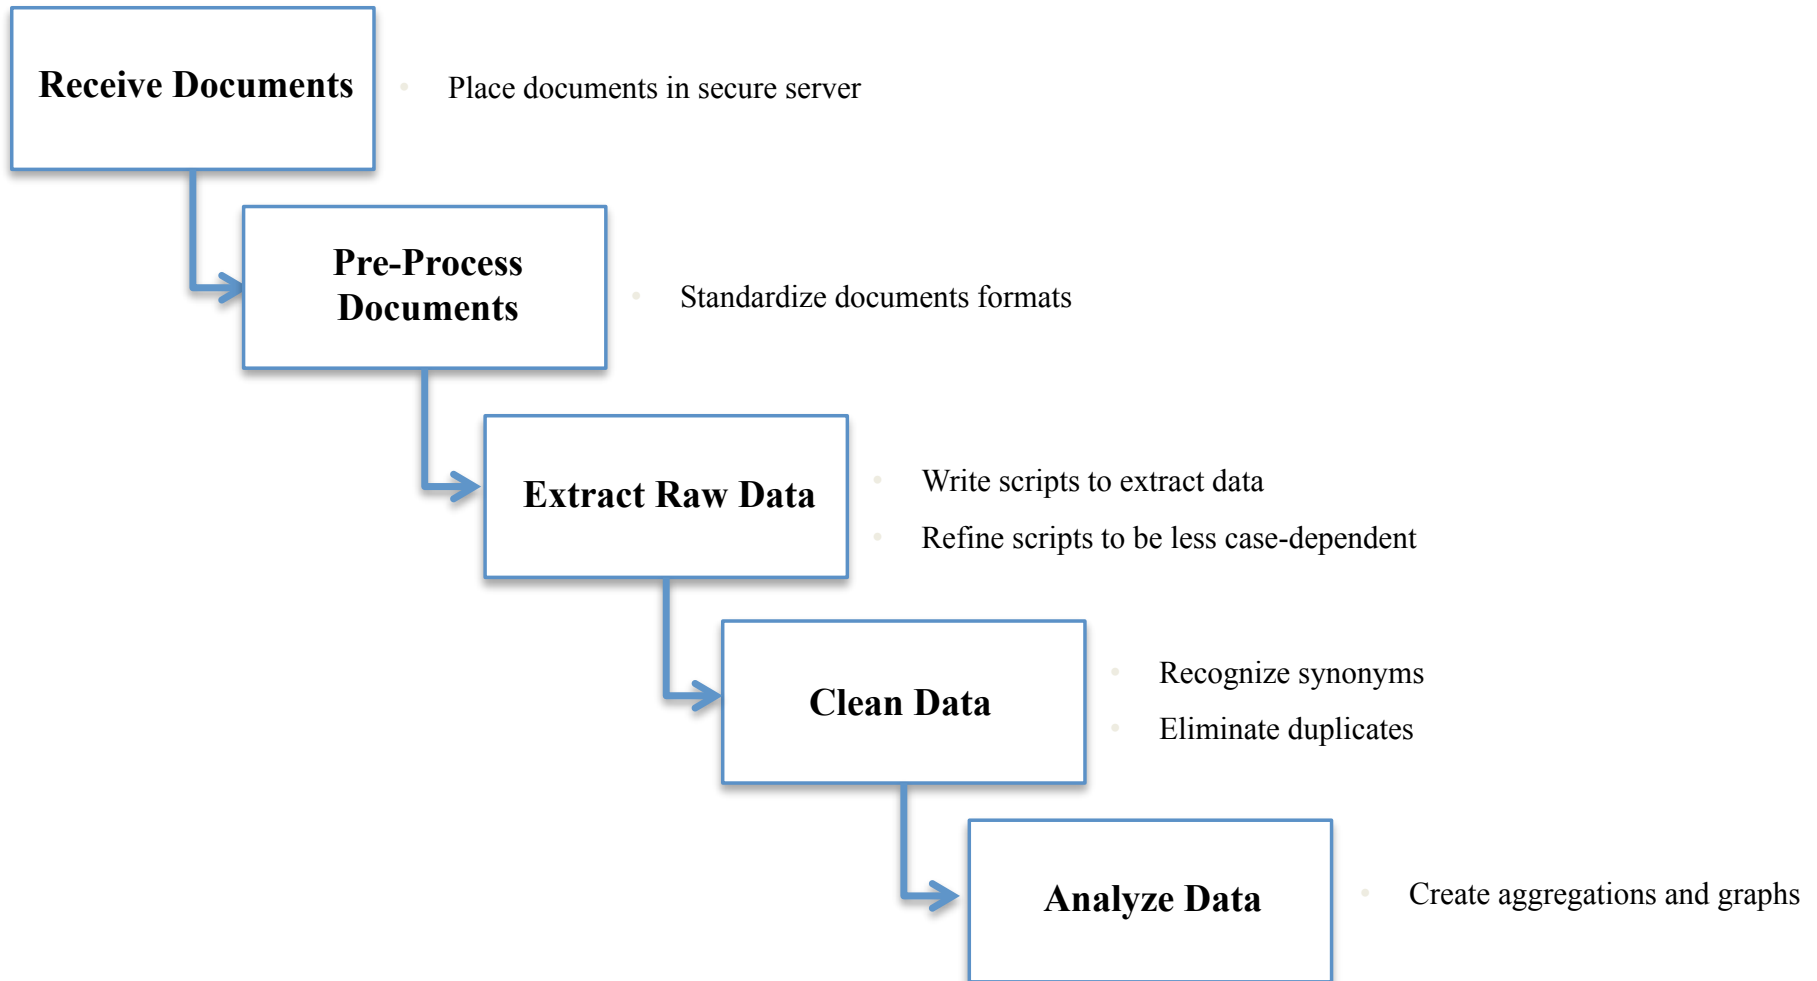 Receive Documents
Place documents in secure server
Pre-Process
Documents
Standardize documents formats
Extract Raw Data
Write scripts to extract data
Refine scripts to be less case-dependent
Clean Data
Recognize synonyms
Eliminate duplicates
Analyze Data
Create aggregations and graphs